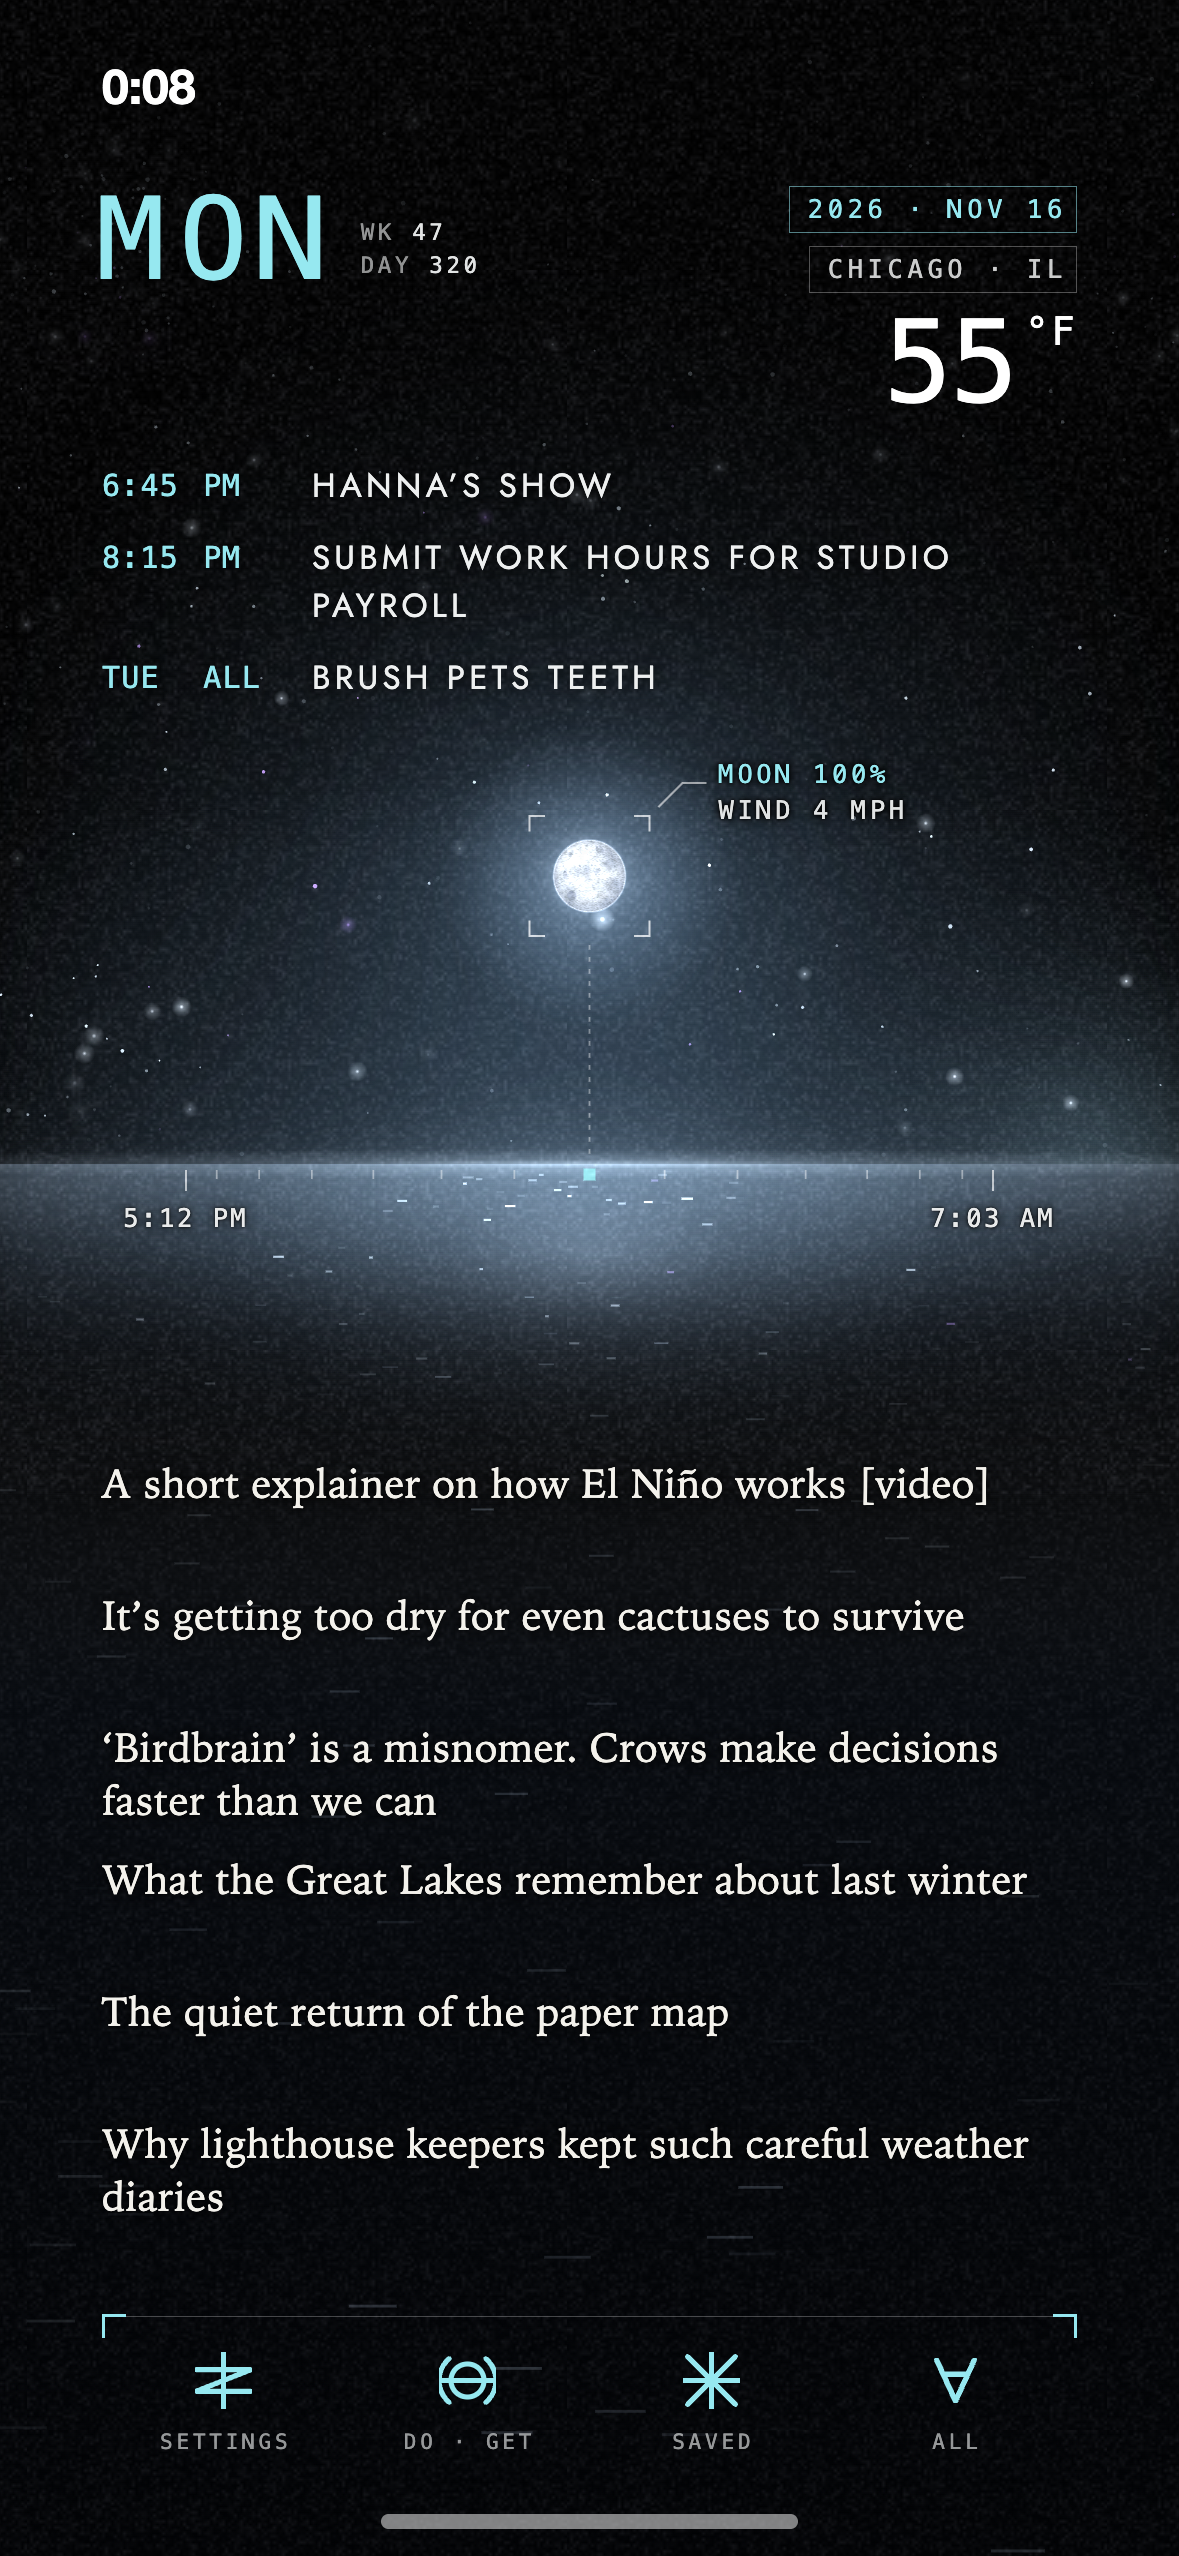 0:08
MON
WK 47
DAY 320
2026 · NOV 16
CHICAGO · IL
55 °F
6:45 PM HANNA’S SHOW
8:15 PM SUBMIT WORK HOURS FOR STUDIO
PAYROLL
TUE ALL BRUSH PETS TEETH
MOON 100%
WIND 4 MPH
5:12 PM
7:03 AM
A short explainer on how El Niño works [video]
It’s getting too dry for even cactuses to survive
‘Birdbrain’ is a misnomer. Crows make decisions
faster than we can
What the Great Lakes remember about last winter
The quiet return of the paper map
Why lighthouse keepers kept such careful weather
diaries
SETTINGS
DO · GET
SAVED
ALL